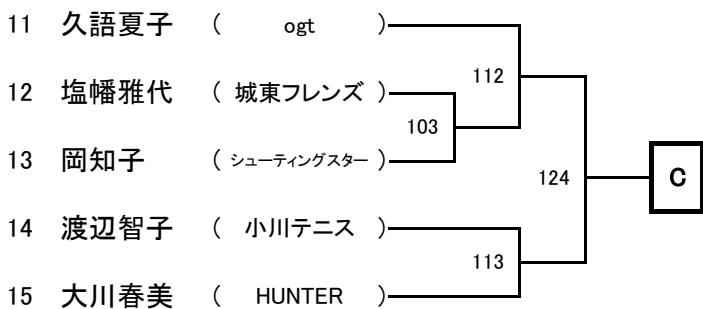 11 久語夏子 ( ogt )
112
12 塩幡雅代 ( 城東フレンズ )
103
13 岡知子 ( シューティングスター )
124
C
14 渡辺智子 ( 小川テニス )
113
15 大川春美 ( HUNTER )